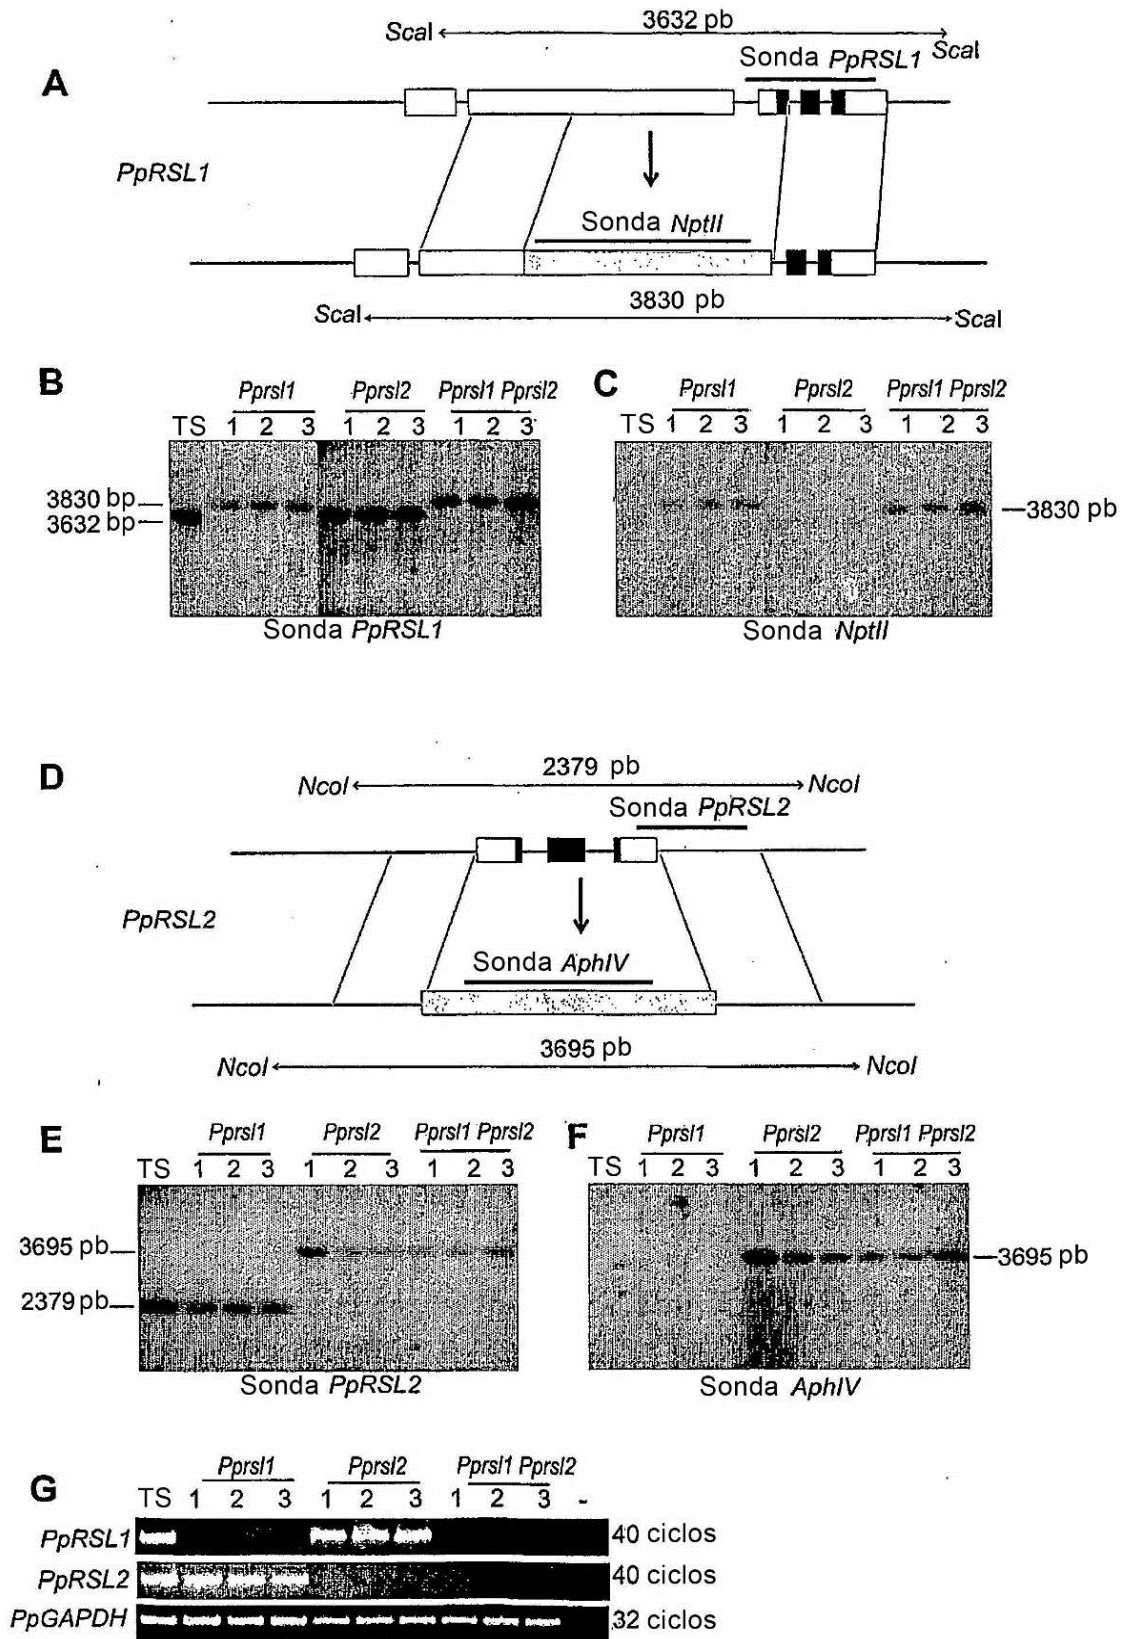 3632 pb
ScaI ScaI
A
Sonda PpRSL1
PpRSL1
Sonda NptII
3830 pb
ScaI ScaI
B
Pprsl1 Pprsl2 Pprsl1 Pprsl2
TS 1 2 3 1 2 3 1 2 3
3830 bp
3632 bp
Sonda PpRSL1
C
Pprsl1 Pprsl2 Pprsl1 Pprsl2
TS 1 2 3 1 2 3 1 2 3
3830 pb
Sonda NptII
D
2379 pb
NcoI NcoI
Sonda PpRSL2
PpRSL2
Sonda AphIV
3695 pb
NcoI NcoI
E
Pprsl1 Pprsl2 Pprsl1 Pprsl2
TS 1 2 3 1 2 3 1 2 3
3695 pb
2379 pb
Sonda PpRSL2
F
Pprsl1 Pprsl2 Pprsl1 Pprsl2
TS 1 2 3 1 2 3 1 2 3
3695 pb
Sonda AphIV
G
Pprsl1 Pprsl2 Pprsl1 Pprsl2
TS 1 2 3 1 2 3 1 2 3 -
PpRSL1 40 ciclos
PpRSL2 40 ciclos
PpGAPDH 32 ciclos